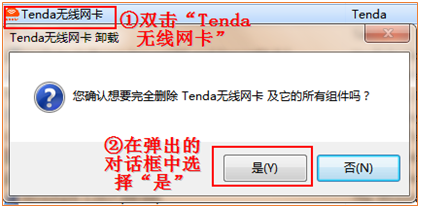 Tenda无线网卡
Tenda
①双击“Tenda
无线网卡”
Tenda无线网卡 卸载
您确认想要完全删除 Tenda无线网卡 及它的所有组件吗？
②在弹出的
对话框中选
择“是”
是(Y)
否(N)